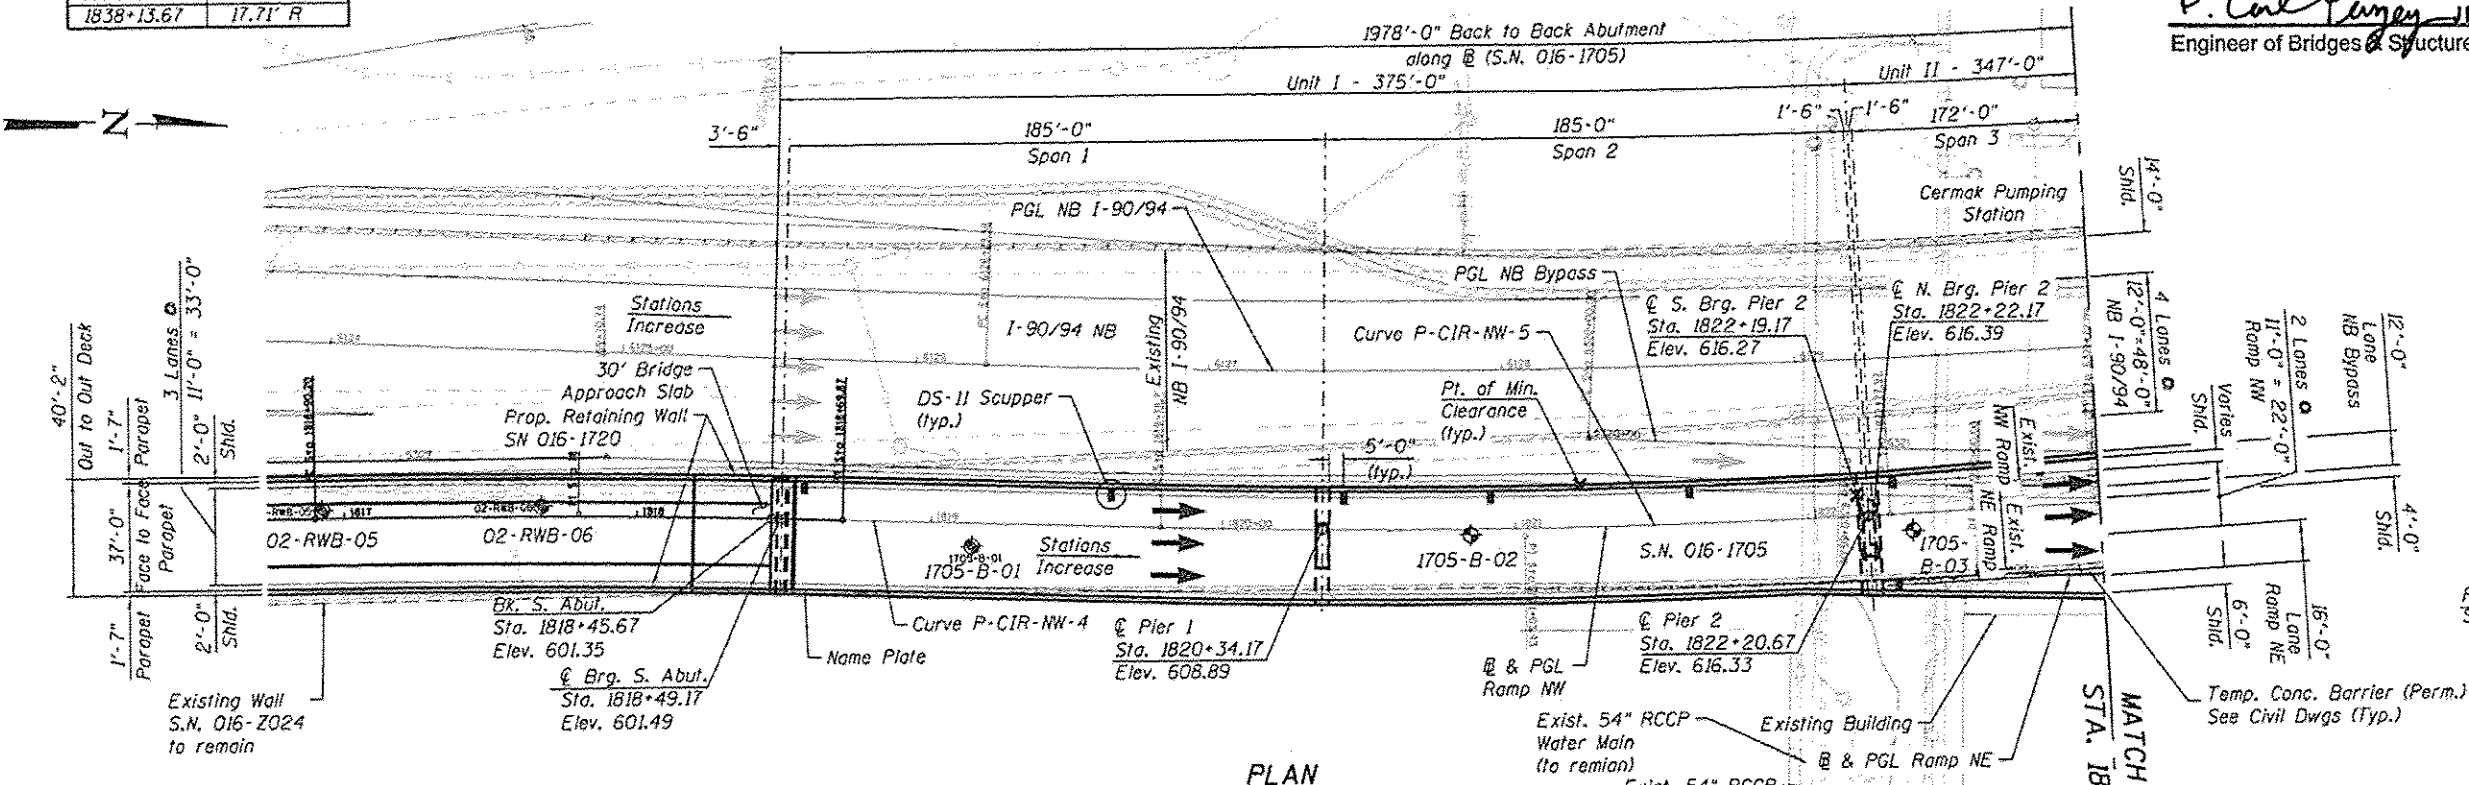 1838+13.67 17.71' R
P. Carl
Engineer of Bridges & Structure
1978'-0" Back to Back Abutment
along ⅊ (S.N. 016-1705)
Unit I - 375'-0"
Unit II - 347'-0"
N
3'-6"
185'-0"
Span 1
185-0"
Span 2
1'-6"
1'-6"
172'-0"
Span 3
14'-0"
Shld.
Cermak Pumping
Station
PGL NB I-90/94
PGL NB Bypass
Stations
Increase
I-90/94 NB
Existing
NB I-90/94
Curve P-CIR-NW-5
℄ S. Brg. Pier 2
Sta. 1822+19.17
Elev. 616.27
℄ N. Brg. Pier 2
Sta. 1822+22.17
Elev. 616.39
4 Lanes @
12'-0"=48'-0"
NB I-90/94
2 Lanes @
11'-0" = 22'-0"
Ramp NW
12'-0"
Lane
NB Bypass
Varies
Shld.
40'-2"
Out to Out Deck
1'-7"
Parapet
3 Lanes @
11'-0" = 33'-0"
2'-0"
Shld.
30' Bridge
Approach Slab
Prop. Retaining Wall
SN 016-1720
DS-11 Scupper
(typ.)
Pt. of Min.
Clearance
(typ.)
5'-0"
(typ.)
Exist.
NW Ramp
Exist.
NE Ramp
37'-0"
Face to Face
Parapet
1817
1818
02-RWB-05
02-RWB-06
1705-B-01
Stations
Increase
1705-B-02
S.N. 016-1705
1705-
B-03
4'-0"
Shld.
1'-7"
Parapet
2'-0"
Shld.
Bk. S. Abut.
Sta. 1818+45.67
Elev. 601.35
℄ Brg. S. Abut.
Sta. 1818+49.17
Elev. 601.49
Curve P-CIR-NW-4
Name Plate
℄ Pier 1
Sta. 1820+34.17
Elev. 608.89
⅊ & PGL
Ramp NW
℄ Pier 2
Sta. 1822+20.67
Elev. 616.33
6'-0"
Shld.
16'-0"
Lane
Ramp NE
Existing Wall
S.N. 016-Z024
to remain
Exist. 54" RCCP
Water Main
(to remian)
Existing Building
⅊ & PGL Ramp NE
MATCH
STA. 18
Temp. Conc. Barrier (Perm.)
See Civil Dwgs (Typ.)
PLAN
Exist. 54" RCCP